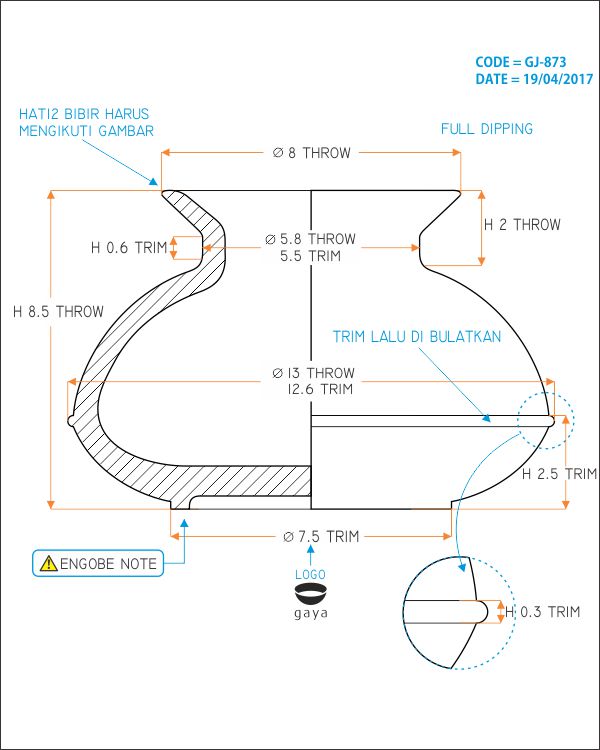 CODE = GJ-873
DATE = 19/04/2017
HATI2 BIBIR HARUS
MENGIKUTI GAMBAR
FULL DIPPING
Ø 8 THROW
H 2 THROW
H 0.6 TRIM
Ø 5.8 THROW
5.5 TRIM
H 8.5 THROW
TRIM LALU DI BULATKAN
Ø 13 THROW
12.6 TRIM
H 2.5 TRIM
Ø 7.5 TRIM
ENGOBE NOTE
LOGO
gaya
H 0.3 TRIM